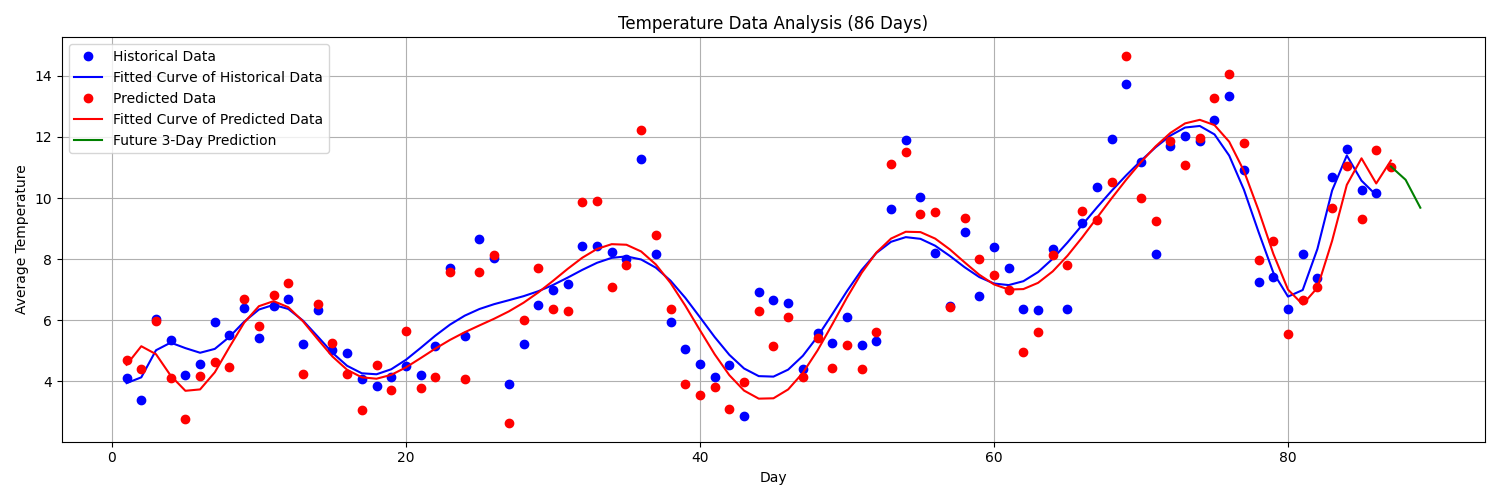 Temperature Data Analysis (86 Days)
Historical Data
Fitted Curve of Historical Data
Predicted Data
Fitted Curve of Predicted Data
Future 3-Day Prediction
Average Temperature
14
12
10
8
6
4
0 20 40 60 80
Day